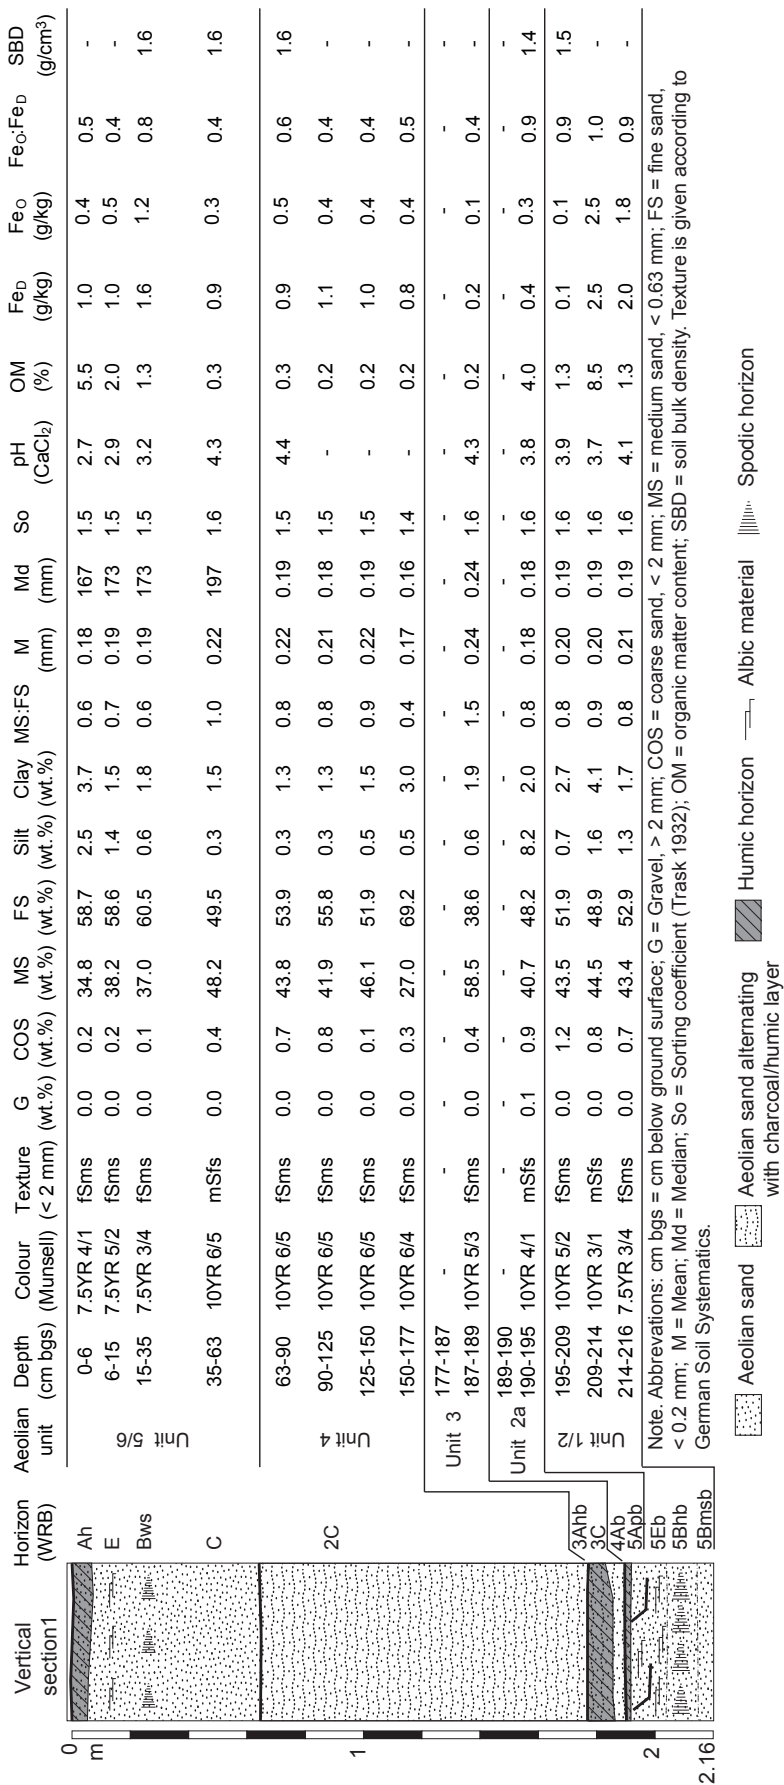 Vertical section1 Horizon (WRB) Aeolian unit Depth (cm bgs) Colour (Munsell) Texture (< 2 mm) G (wt.%) COS (wt.%) MS (wt.%) FS (wt.%) Silt (wt.%) Clay (wt.%) MS:FS M (mm) Md (mm) So pH (CaCl₂) OM (%) Fe_D (g/kg) Fe_O (g/kg) Fe_O:Fe_D SBD (g/cm³)
0
m
1
2
2.16
Ah
E
Bws
C
2C
3Ahb
3C
4Ab
5Apb
5Eb
5Bhb
5Bmsb
Unit 5/6
0-6 7.5YR 4/1 fSms 0.0 0.2 34.8 58.7 2.5 3.7 0.6 0.18 167 1.5 2.7 5.5 1.0 0.4 0.5 -
6-15 7.5YR 5/2 fSms 0.0 0.2 38.2 58.6 1.4 1.5 0.7 0.19 173 1.5 2.9 2.0 1.0 0.5 0.4 -
15-35 7.5YR 3/4 fSms 0.0 0.1 37.0 60.5 0.6 1.8 0.6 0.19 173 1.5 3.2 1.3 1.6 1.2 0.8 1.6
35-63 10YR 6/5 mSfs 0.0 0.4 48.2 49.5 0.3 1.5 1.0 0.22 197 1.6 4.3 0.3 0.9 0.3 0.4 1.6
Unit 4
63-90 10YR 6/5 fSms 0.0 0.7 43.8 53.9 0.3 1.3 0.8 0.22 0.19 1.5 4.4 0.3 0.9 0.5 0.6 1.6
90-125 10YR 6/5 fSms 0.0 0.8 41.9 55.8 0.3 1.3 0.8 0.21 0.18 1.5 - 0.2 1.1 0.4 0.4 -
125-150 10YR 6/5 fSms 0.0 0.1 46.1 51.9 0.5 1.5 0.9 0.22 0.19 1.5 - 0.2 1.0 0.4 0.4 -
150-177 10YR 6/4 fSms 0.0 0.3 27.0 69.2 0.5 3.0 0.4 0.17 0.16 1.4 - 0.2 0.8 0.4 0.5 -
Unit 3
177-187 - - - - - - - - - - - - - - - - -
187-189 10YR 5/3 fSms 0.0 0.4 58.5 38.6 0.6 1.9 1.5 0.24 0.24 1.6 4.3 0.2 0.2 0.1 0.4
Unit 2a
189-190 - - - - - - - - - - - - - - - - -
190-195 10YR 4/1 mSfs 0.1 0.9 40.7 48.2 8.2 2.0 0.8 0.18 0.18 1.6 3.8 4.0 0.4 0.3 0.9 1.4
Unit 1/2
195-209 10YR 5/2 fSms 0.0 1.2 43.5 51.9 0.7 2.7 0.8 0.20 0.19 1.6 3.9 1.3 0.1 0.1 0.9 1.5
209-214 10YR 3/1 mSfs 0.0 0.8 44.5 48.9 1.6 4.1 0.9 0.20 0.19 1.6 3.7 8.5 2.5 2.5 1.0 -
214-216 7.5YR 3/4 fSms 0.0 0.7 43.4 52.9 1.3 1.7 0.8 0.21 0.19 1.6 4.1 1.3 2.0 1.8 0.9 -
Note. Abbrevations: cm bgs = cm below ground surface; G = Gravel, > 2 mm; COS = coarse sand, < 2 mm; MS = medium sand, < 0.63 mm; FS = fine sand,
< 0.2 mm; M = Mean; Md = Median; So = Sorting coefficient (Trask 1932); OM = organic matter content; SBD = soil bulk density. Texture is given according to
German Soil Systematics.
Aeolian sand
Aeolian sand alternating
with charcoal/humic layer
Humic horizon
Albic material
Spodic horizon